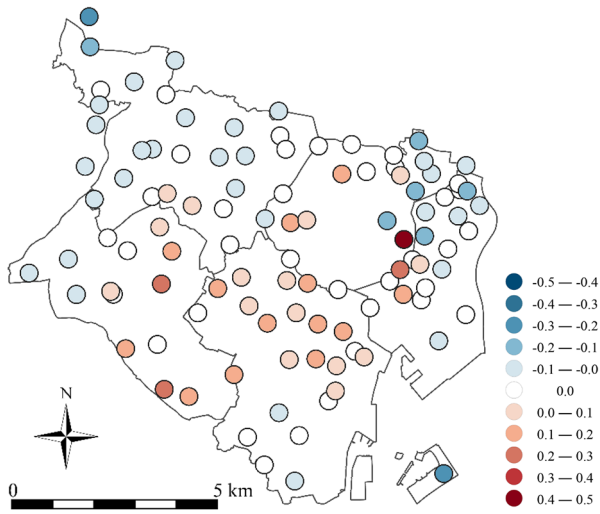 N
0 5 km
-0.5 — -0.4
-0.4 — -0.3
-0.3 — -0.2
-0.2 — -0.1
-0.1 — -0.0
0.0
0.0 — 0.1
0.1 — 0.2
0.2 — 0.3
0.3 — 0.4
0.4 — 0.5